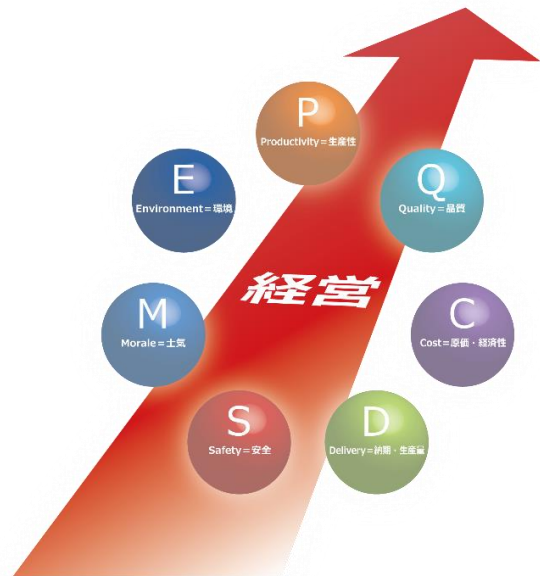 P
Productivity=生産性
E
Environment=環境
Q
Quality=品質
経営
M
Morale=士気
C
Cost=原価・経済性
S
Safety=安全
D
Delivery=納期・生産量